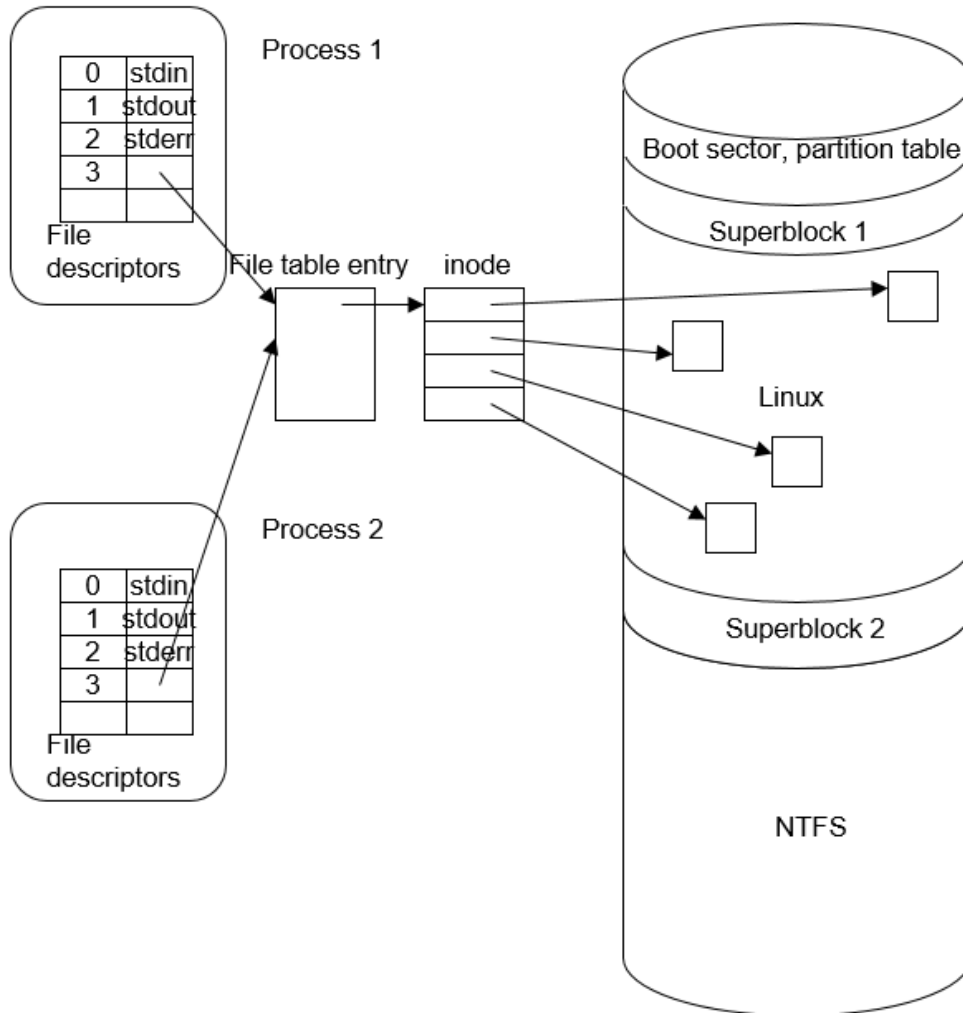 Process 1
0 stdin
1 stdout
2 stderr
3
File
descriptors
File table entry
inode
Boot sector, partition table
Superblock 1
Linux
Process 2
0 stdin
1 stdout
2 stderr
3
File
descriptors
Superblock 2
NTFS